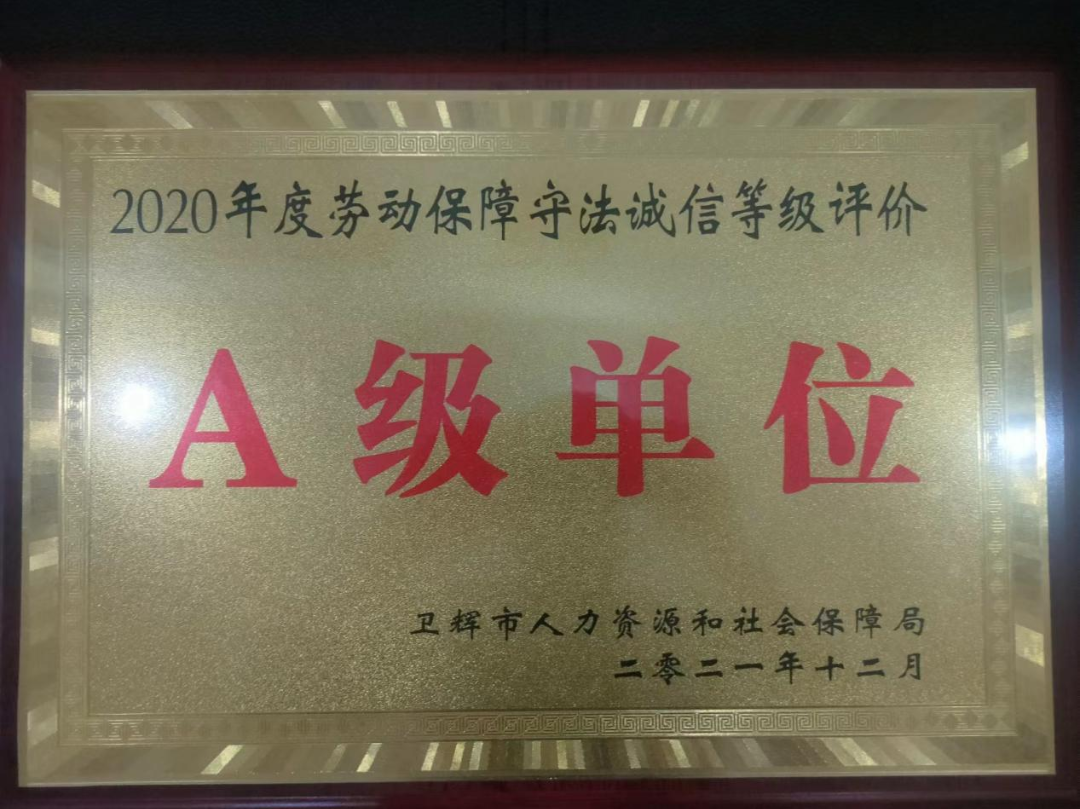 2020年度劳动保障守法诚信等级评价
A级单位
卫辉市人力资源和社会保障局
二零二一年十二月